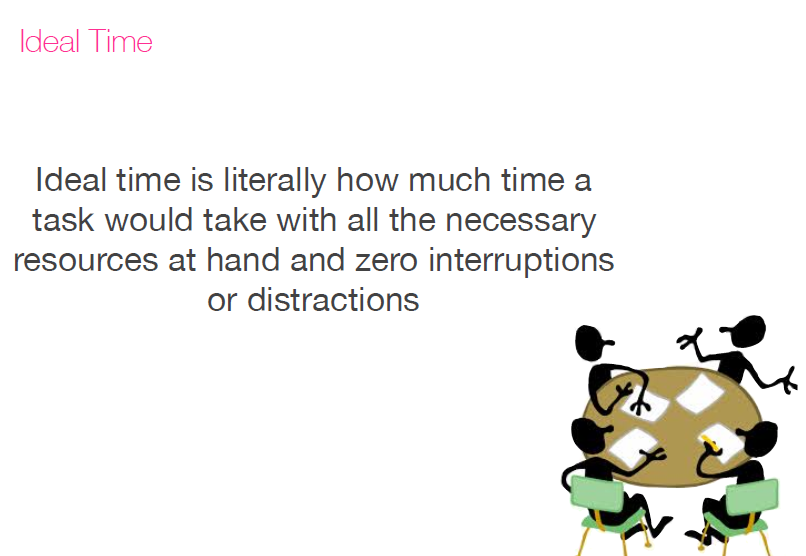 Ideal Time
Ideal time is literally how much time a
task would take with all the necessary
resources at hand and zero interruptions
or distractions